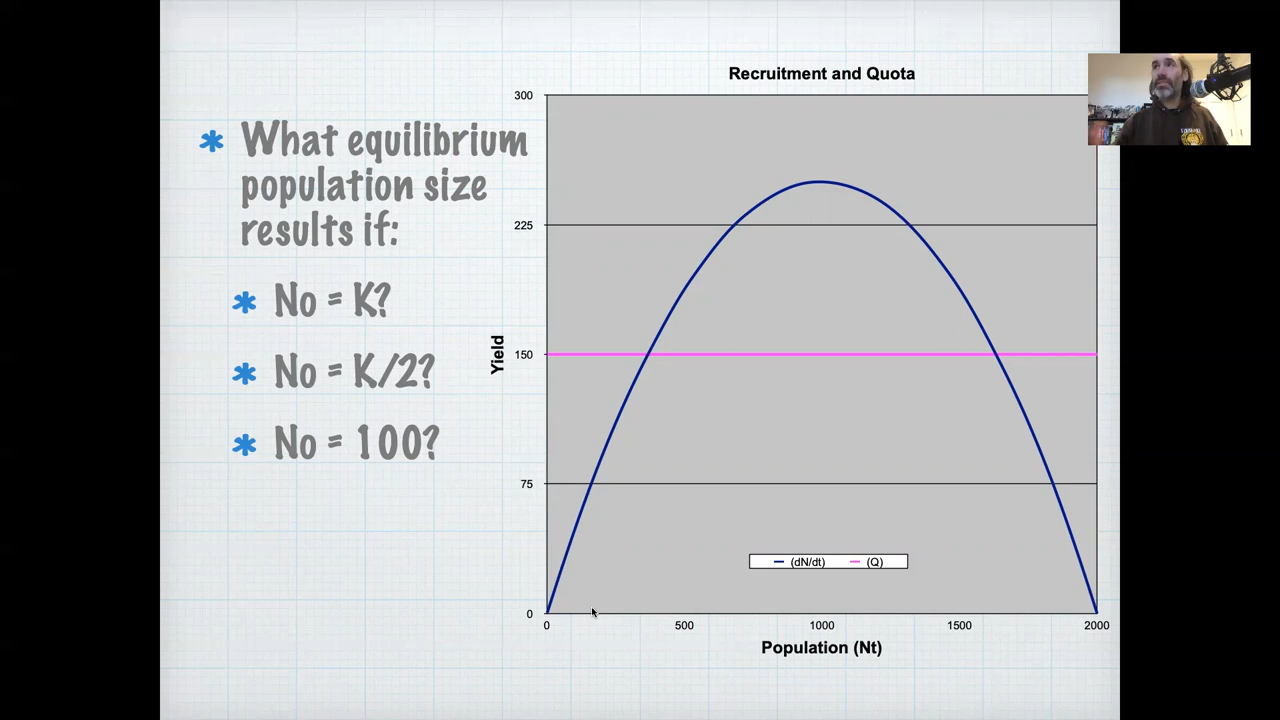 What equilibrium
population size
results if:
No = K?
No = K/2?
No = 100?
Recruitment and Quota
300
225
150
75
0
Yield
(dN/dt) (Q)
0 500 1000 1500 2000
Population (Nt)